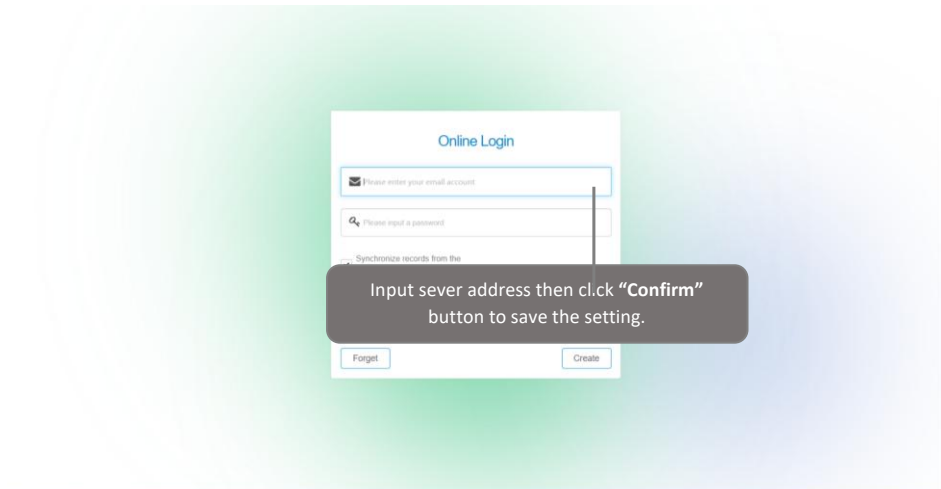 Online Login
Please enter your email account
Please input a password
Synchronize records from the
Input sever address then click “Confirm”
button to save the setting.
Forget
Create